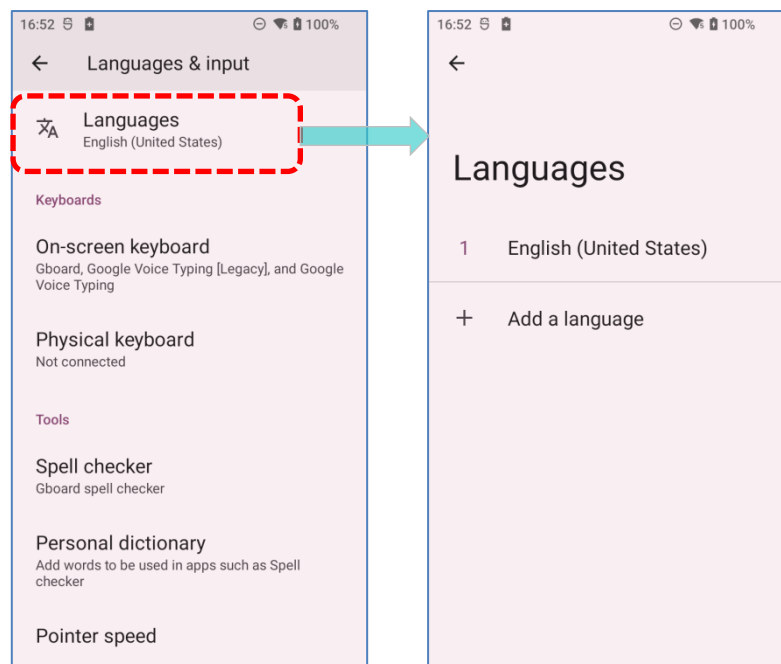 16:52 100%
Languages & input
Languages
English (United States)
Keyboards
On-screen keyboard
Gboard, Google Voice Typing [Legacy], and Google
Voice Typing
Physical keyboard
Not connected
Tools
Spell checker
Gboard spell checker
Personal dictionary
Add words to be used in apps such as Spell
checker
Pointer speed
16:52 100%
Languages
1 English (United States)
+ Add a language